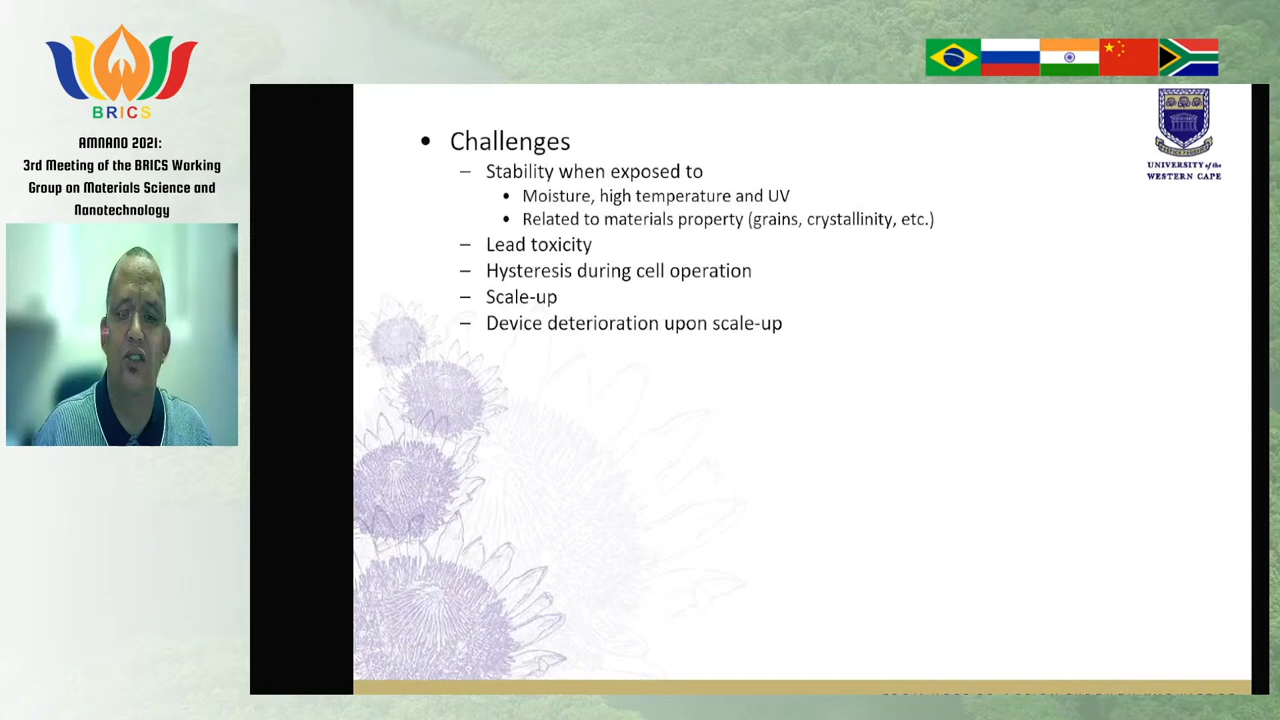 BRICS
AMNANO 2021:
3rd Meeting of the BRICS Working
Group on Materials Science and
Nanotechnology
UNIVERSITY of the
WESTERN CAPE
• Challenges
– Stability when exposed to
• Moisture, high temperature and UV
• Related to materials property (grains, crystallinity, etc.)
– Lead toxicity
– Hysteresis during cell operation
– Scale-up
– Device deterioration upon scale-up